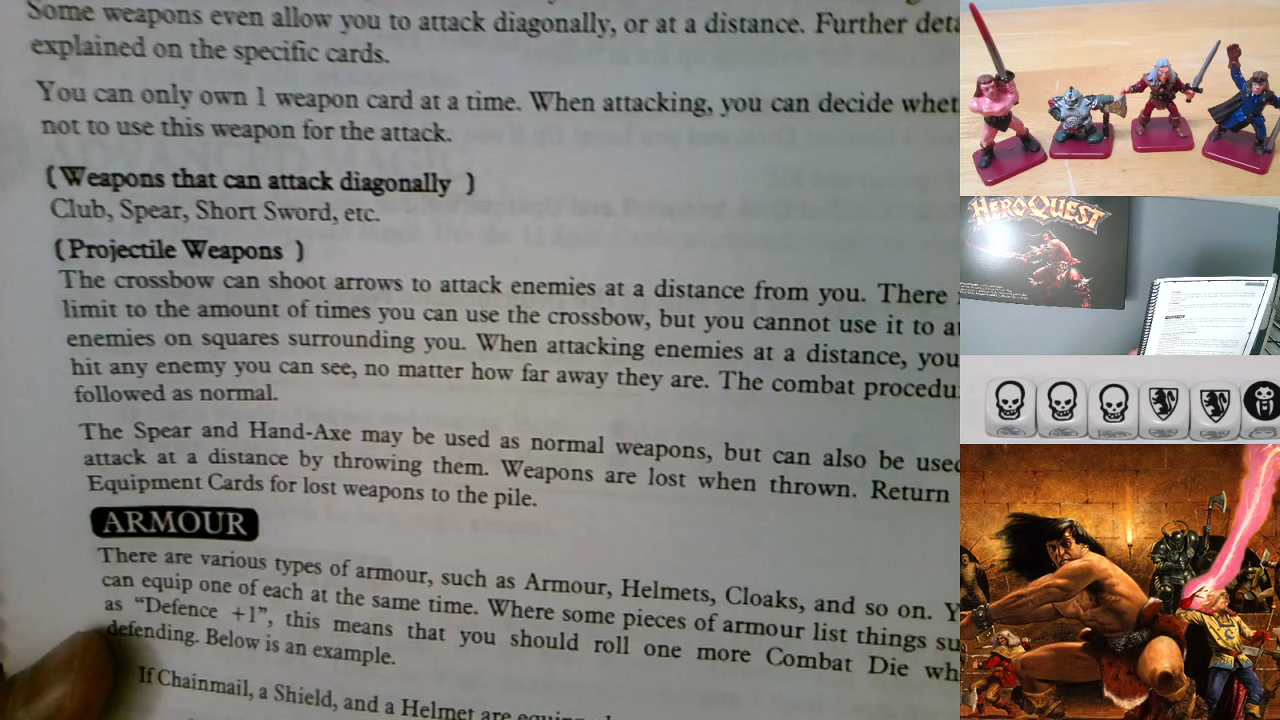 Some weapons even allow you to attack diagonally, or at a distance. Further
explained on the specific cards.
You can only own 1 weapon card at a time. When attacking, you can decide
not to use this weapon for the attack.
(Weapons that can attack diagonally )
Club, Spear, Short Sword, etc.
(Projectile Weapons )
The crossbow can shoot arrows to attack enemies at a distance from you. There
limit to the amount of times you can use the crossbow, but you cannot use it to
enemies on squares surrounding you. When attacking enemies at a distance, you
hit any enemy you can see, no matter how far away they are. The combat
followed as normal.
The Spear and Hand-Axe may be used as normal weapons, but can also be
attack at a distance by throwing them. Weapons are lost when thrown. Return
Equipment Cards for lost weapons to the pile.
ARMOUR
There are various types of armour, such as Armour, Helmets, Cloaks, and so on.
can equip one of each at the same time. Where some pieces of armour list things
as “Defence +1”, this means that you should roll one more Combat Die
defending. Below is an example.
If Chainmail, a Shield, and a Helmet are
HEROQUEST